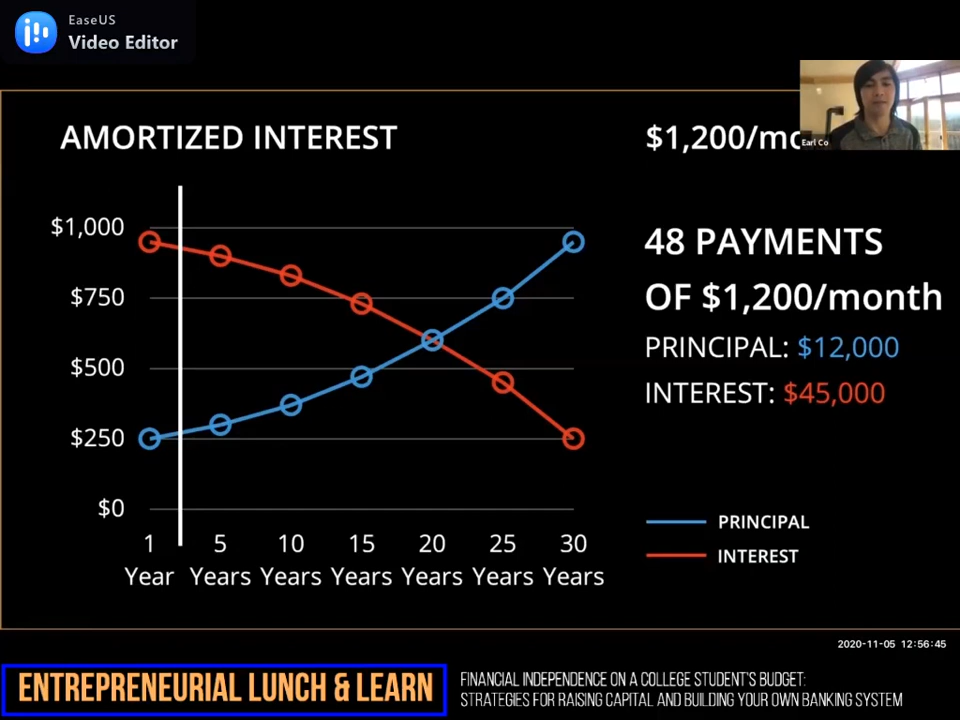 EaseUS
Video Editor
AMORTIZED INTEREST
$1,200/mo
Earl Co
$1,000
$750
$500
$250
$0
1 5 10 15 20 25 30
Year Years Years Years Years Years Years
48 PAYMENTS
OF $1,200/month
PRINCIPAL: $12,000
INTEREST: $45,000
PRINCIPAL
INTEREST
2020-11-05 12:56:45
ENTREPRENEURIAL LUNCH & LEARN
FINANCIAL INDEPENDENCE ON A COLLEGE STUDENT'S BUDGET:
STRATEGIES FOR RAISING CAPITAL AND BUILDING YOUR OWN BANKING SYSTEM